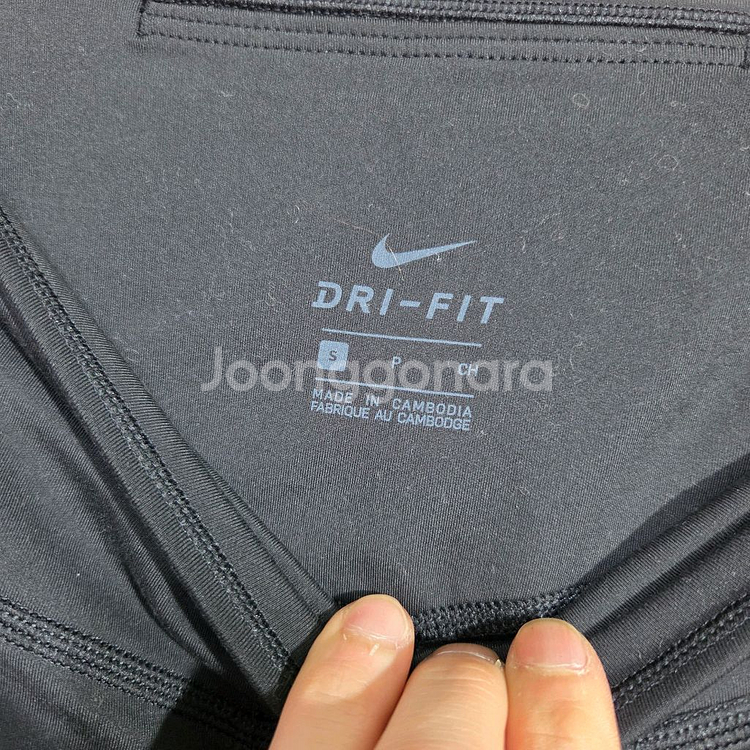 DRI-FIT
S P CH
Joonggonara
MADE IN CAMBODIA
FABRIQUE AU CAMBODGE